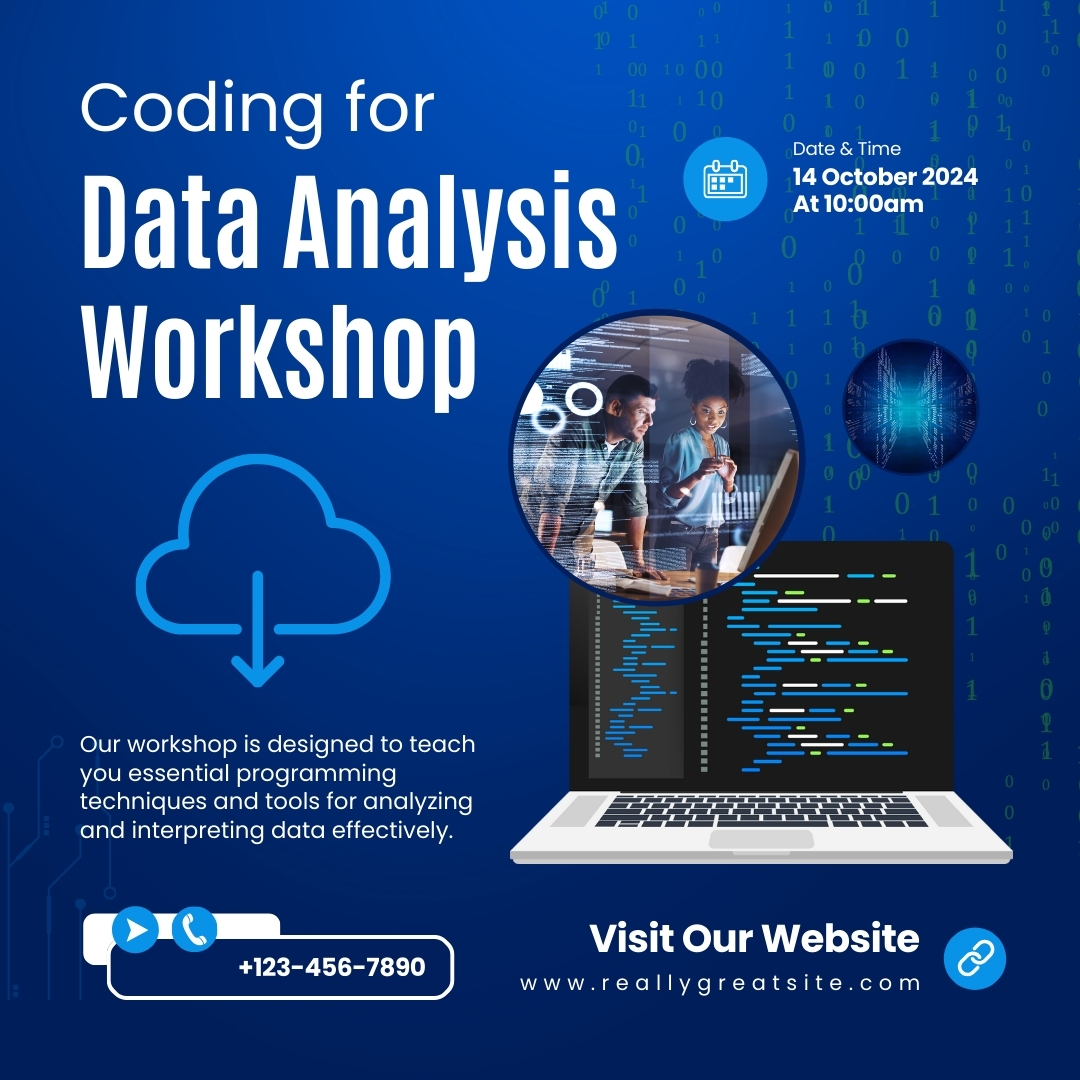 Coding for
Data Analysis
Workshop
Date & Time
14 October 2024
At 10:00am
Our workshop is designed to teach
you essential programming
techniques and tools for analyzing
and interpreting data effectively.
+123-456-7890
Visit Our Website
www.reallygreatsite.com